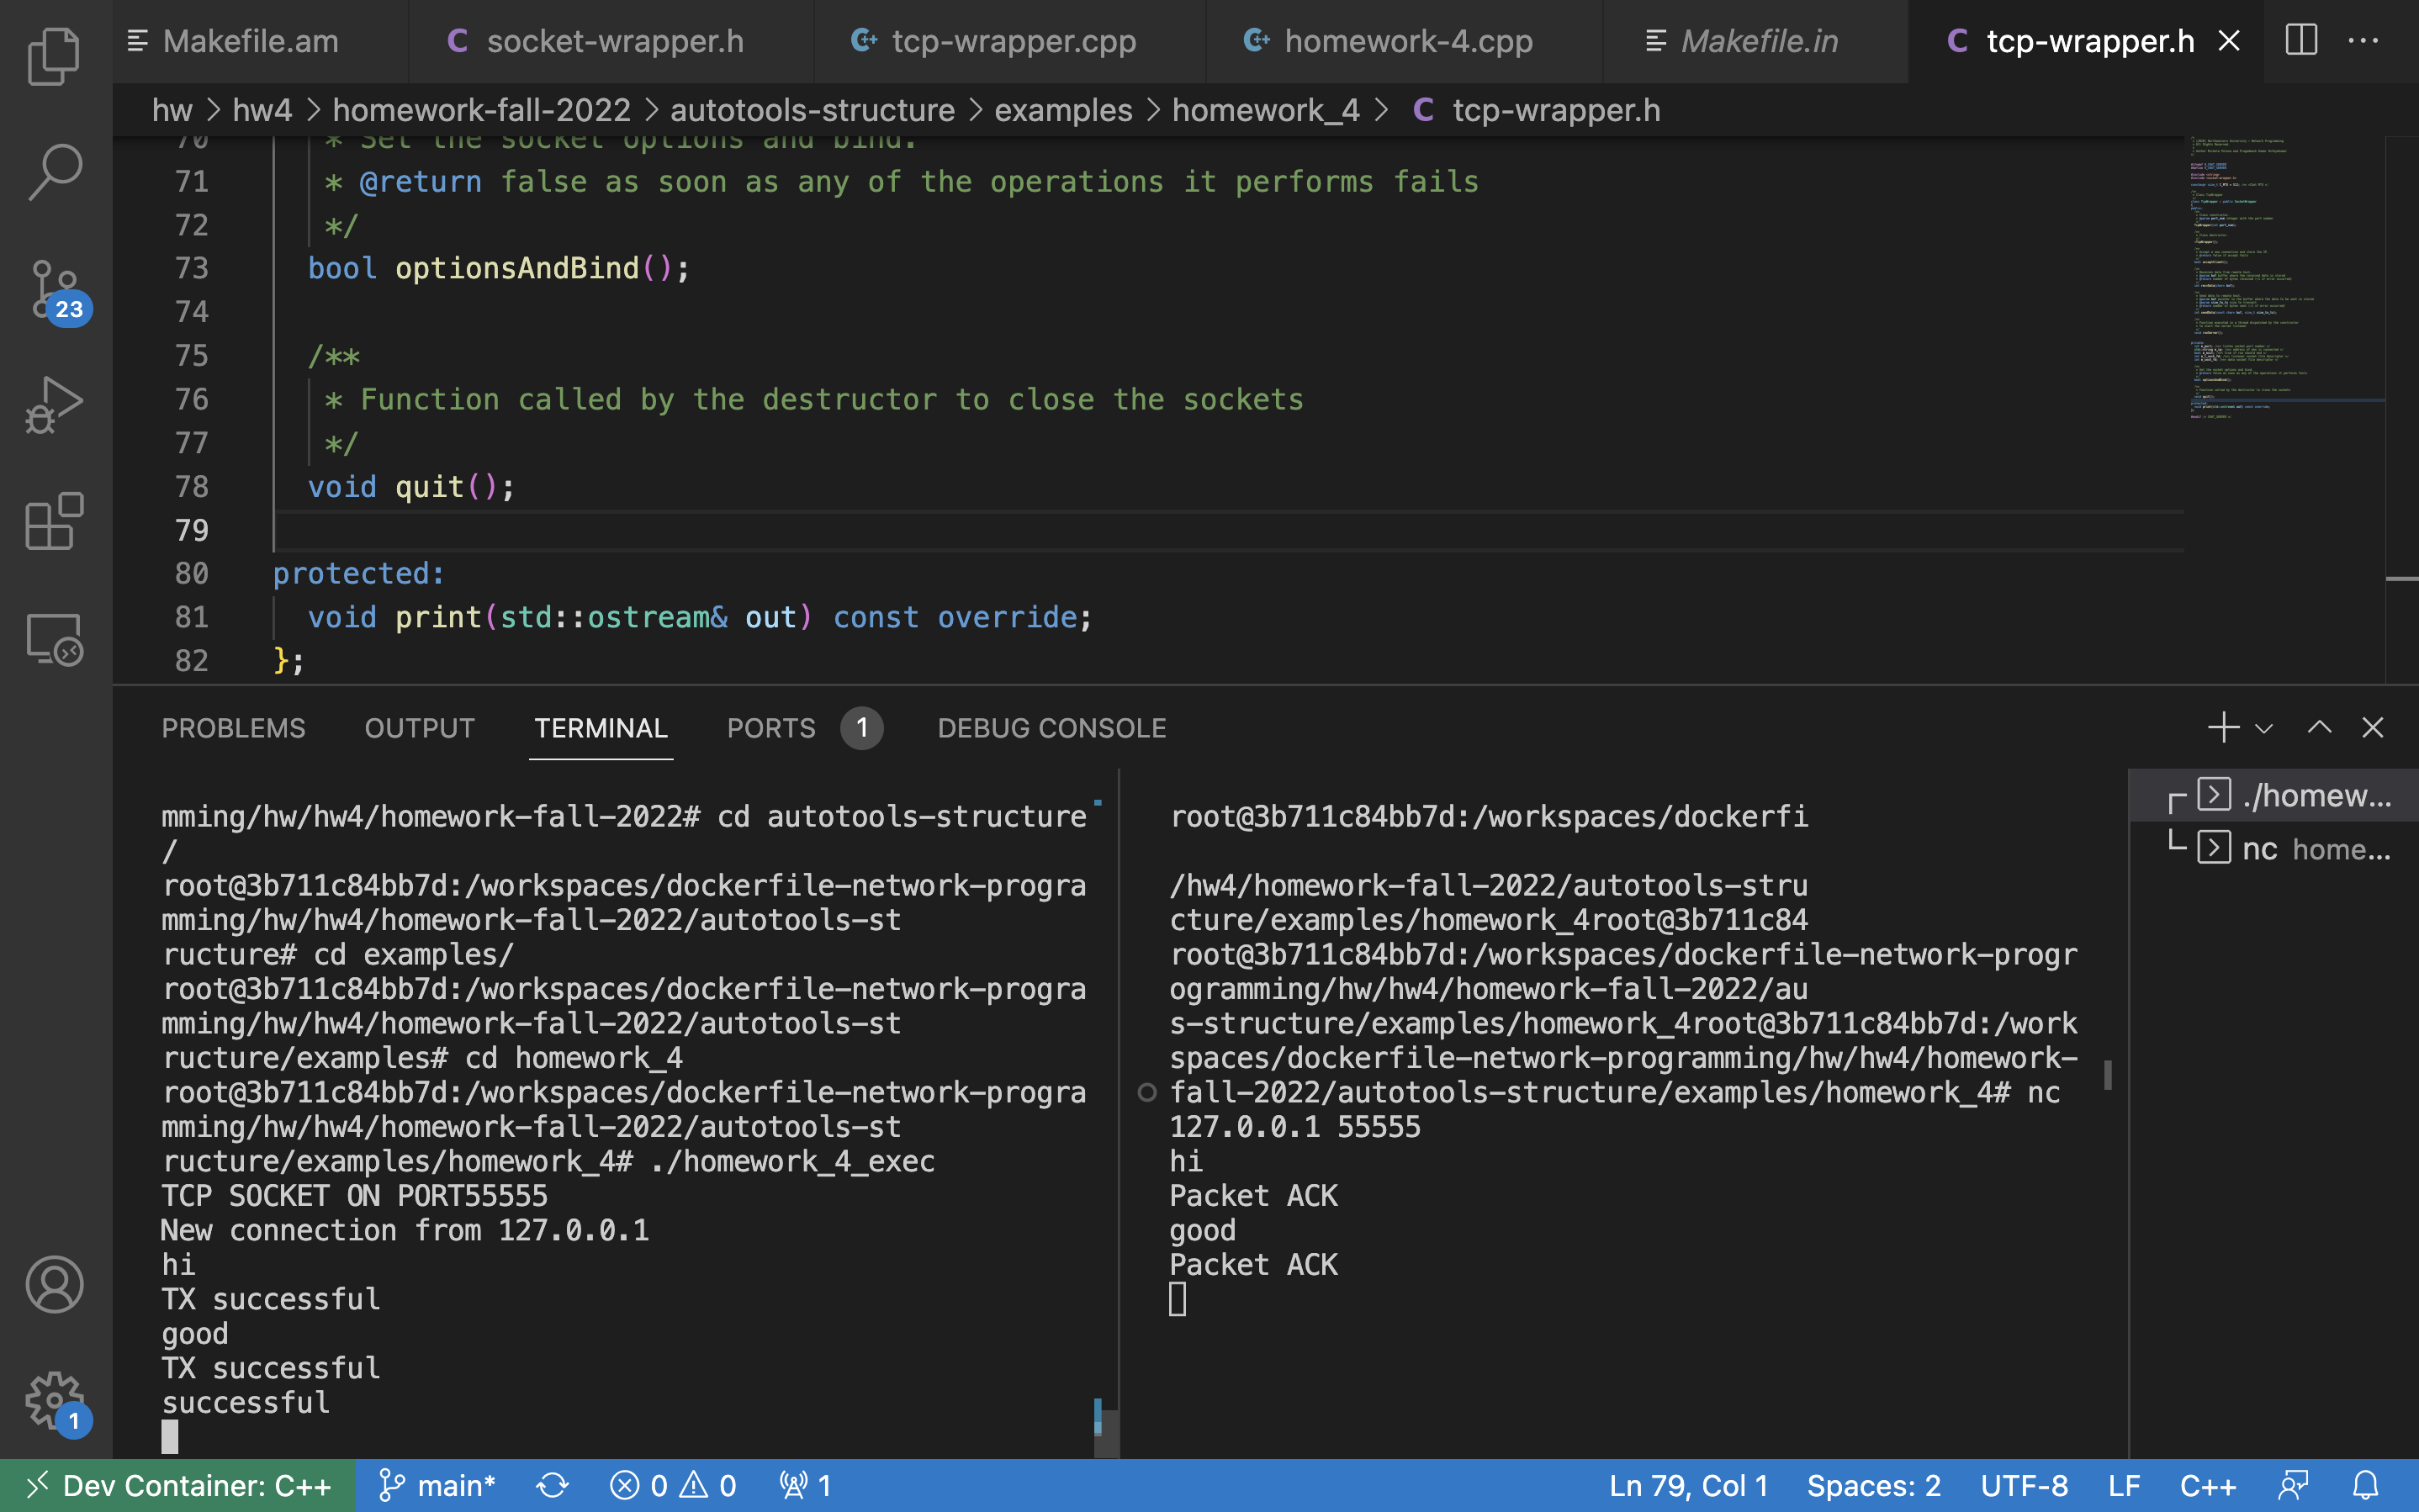 Makefile.am socket-wrapper.h tcp-wrapper.cpp homework-4.cpp Makefile.in tcp-wrapper.h
hw > hw4 > homework-fall-2022 > autotools-structure > examples > homework_4 > C tcp-wrapper.h
70 * Set the socket options and bind.
71 * @return false as soon as any of the operations it performs fails
72 */
73 bool optionsAndBind();
74
75 /**
76 * Function called by the destructor to close the sockets
77 */
78 void quit();
79
80 protected:
81 void print(std::ostream& out) const override;
82 };
23
1
PROBLEMS OUTPUT TERMINAL PORTS 1 DEBUG CONSOLE
mming/hw/hw4/homework-fall-2022# cd autotools-structure
/
root@3b711c84bb7d:/workspaces/dockerfile-network-progra
mming/hw/hw4/homework-fall-2022/autotools-st
ructure# cd examples/
root@3b711c84bb7d:/workspaces/dockerfile-network-progra
mming/hw/hw4/homework-fall-2022/autotools-st
ructure/examples# cd homework_4
root@3b711c84bb7d:/workspaces/dockerfile-network-progra
mming/hw/hw4/homework-fall-2022/autotools-st
ructure/examples/homework_4# ./homework_4_exec
TCP SOCKET ON PORT55555
New connection from 127.0.0.1
hi
TX successful
good
TX successful
successful
root@3b711c84bb7d:/workspaces/dockerfi
/hw4/homework-fall-2022/autotools-stru
cture/examples/homework_4root@3b711c84
root@3b711c84bb7d:/workspaces/dockerfile-network-progr
ogramming/hw/hw4/homework-fall-2022/au
s-structure/examples/homework_4root@3b711c84bb7d:/work
spaces/dockerfile-network-programming/hw/hw4/homework-
fall-2022/autotools-structure/examples/homework_4# nc
127.0.0.1 55555
hi
Packet ACK
good
Packet ACK
./homew...
nc home...
Dev Container: C++ main* 0 0 1 Ln 79, Col 1 Spaces: 2 UTF-8 LF C++